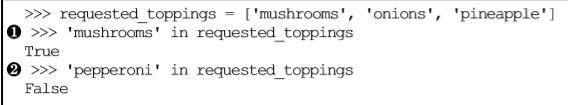 >>> requested_toppings = ['mushrooms', 'onions', 'pineapple']
❶ >>> 'mushrooms' in requested_toppings
True
❷ >>> 'pepperoni' in requested_toppings
False